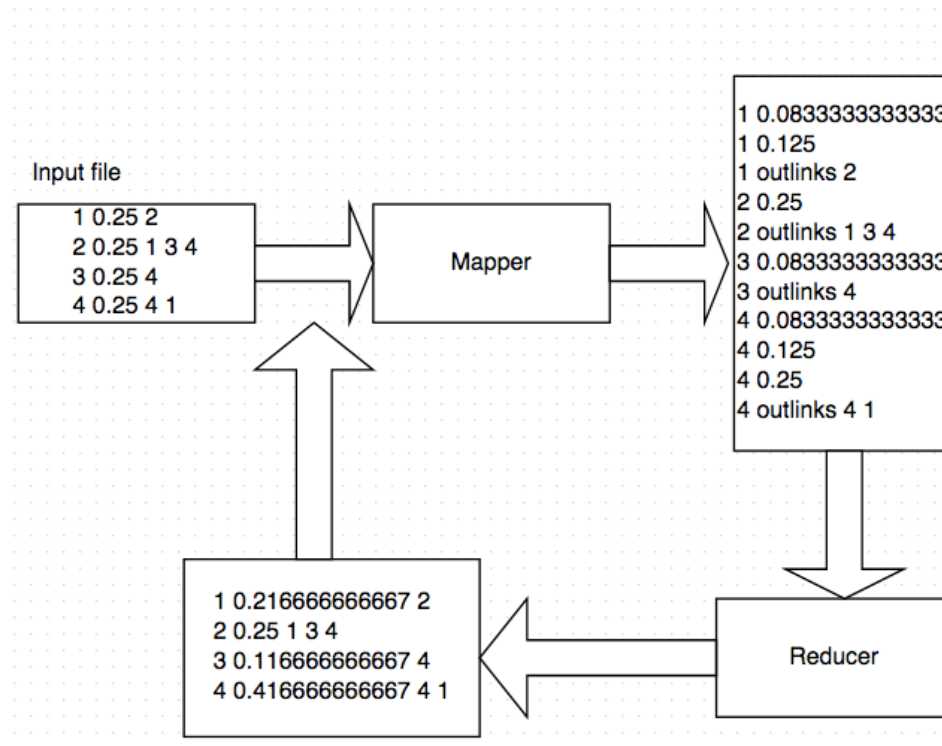 Input file
1 0.25 2
2 0.25 1 3 4
3 0.25 4
4 0.25 4 1
Mapper
1 0.0833333333333
1 0.125
1 outlinks 2
2 0.25
2 outlinks 1 3 4
3 0.0833333333333
3 outlinks 4
4 0.0833333333333
4 0.125
4 0.25
4 outlinks 4 1
Reducer
1 0.216666666667 2
2 0.25 1 3 4
3 0.116666666667 4
4 0.416666666667 4 1